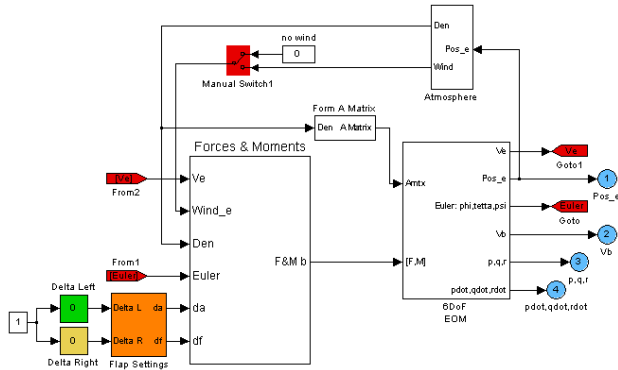 no wind
0
Manual Switch1
Den
Pos_e
Wind
Atmosphere
Form A Matrix
Den A Matrix
Forces & Moments
[Ve]
From2
Ve
Wind_e
Den
From1
[Euler]
Euler
F&M b
da
df
Delta Left
0
1
0
Delta Right
Delta L da
Delta R df
Flap Settings
Amtx
[F,M]
Ve
Pos_e
Euler: phi,tetta,psi
Vb
p,q,r
pdot,qdot,rdot
6DoF
EOM
Ve
Goto1
1
Pos_e
Euler
Goto
2
Vb
3
p,q,r
4
pdot,qdot,rdot